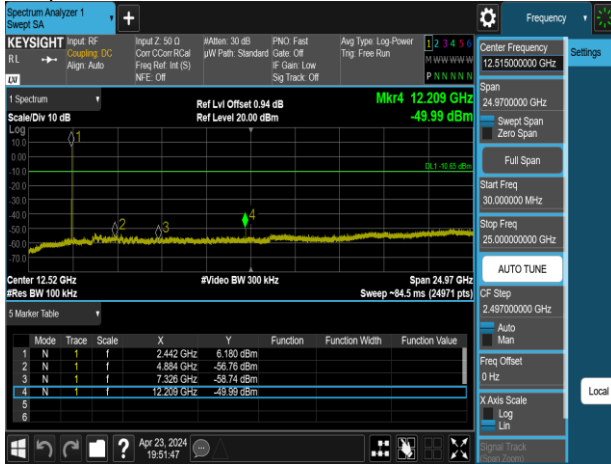 Spectrum Analyzer 1
Swept SA
+
Frequency
KEYSIGHT Input: RF Input Z: 50 Ω #Atten: 30 dB PNO: Fast Avg Type: Log-Power 1 2 3 4 5 6
RL Coupling: DC Corr CCorr RCal µW Path: Standard Gate: Off Trig: Free Run M W W W W W
Align: Auto Freq Ref: Int (S) IF Gain: Low
NFE: Off Sig Track: Off P N N N N N
LXI
1 Spectrum
Ref Lvl Offset 0.94 dB Mkr4 12.209 GHz
Scale/Div 10 dB Ref Level 20.00 dBm -49.99 dBm
Log
10.0
0.00
-10.0
-20.0
-30.0
-40.0
-50.0
-60.0
-70.0
1
2
3
4
DL1 -10.65 dBm
Center 12.52 GHz #Video BW 300 kHz Span 24.97 GHz
#Res BW 100 kHz Sweep ~84.5 ms (24971 pts)
5 Marker Table
Mode Trace Scale X Y Function Function Width Function Value
1 N 1 f 2.442 GHz 6.180 dBm
2 N 1 f 4.884 GHz -56.76 dBm
3 N 1 f 7.326 GHz -58.74 dBm
4 N 1 f 12.209 GHz -49.99 dBm
5
6
?
Apr 23, 2024
19:51:47
Center Frequency
12.515000000 GHz
Span
24.9700000 GHz
Swept Span
Zero Span
Full Span
Start Freq
30.000000 MHz
Stop Freq
25.000000000 GHz
AUTO TUNE
CF Step
2.497000000 GHz
Auto
Man
Freq Offset
0 Hz
X Axis Scale
Log
Lin
Signal Track
(Span Zoom)
Settings
Local